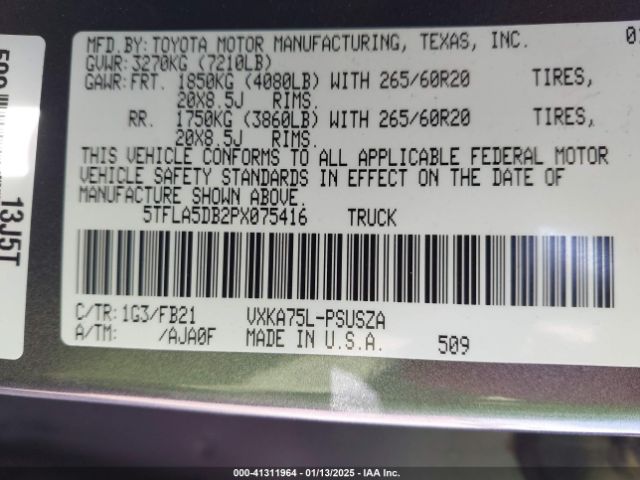 MFD.BY:TOYOTA MOTOR MANUFACTURING, TEXAS, INC. 01
GVWR:3270KG (7210LB)
GAWR:FRT. 1850KG (4080LB) WITH 265/60R20 TIRES,
20X8.5J RIMS.
RR. 1750KG (3860LB) WITH 265/60R20 TIRES,
20X8.5J RIMS.
THIS VEHICLE CONFORMS TO ALL APPLICABLE FEDERAL MOTOR
VEHICLE SAFETY STANDARDS IN EFFECT ON THE DATE OF
MANUFACTURE SHOWN ABOVE.
5TFLA5DB2PX075416 TRUCK
C/TR:1G3/FB21 VXKA75L-PSUSZA
A/TM: /AJA0F MADE IN U.S.A. 509
13J5T
000-41311964 | 01/13/2025 - IAA Inc.